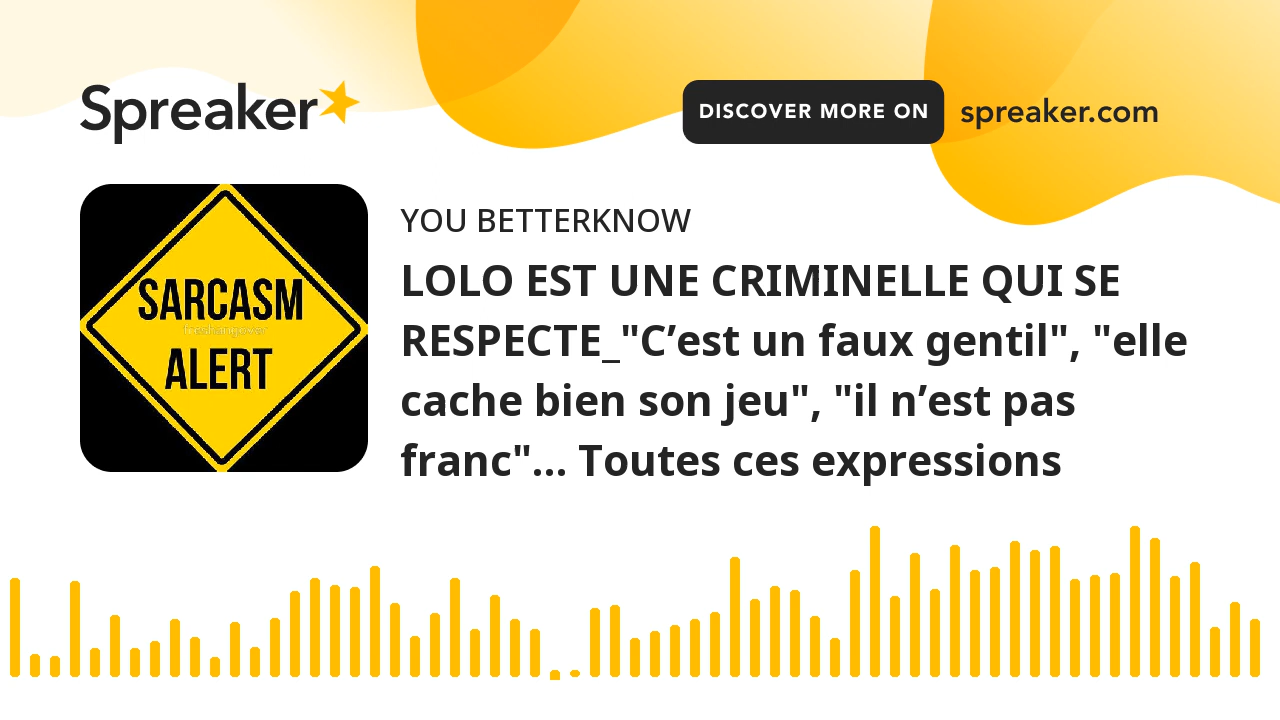 Spreaker
DISCOVER MORE ON
spreaker.com
SARCASM
freshangover
ALERT
YOU BETTERKNOW
LOLO EST UNE CRIMINELLE QUI SE
RESPECTE_"C’est un faux gentil", "elle
cache bien son jeu", "il n’est pas
franc"... Toutes ces expressions